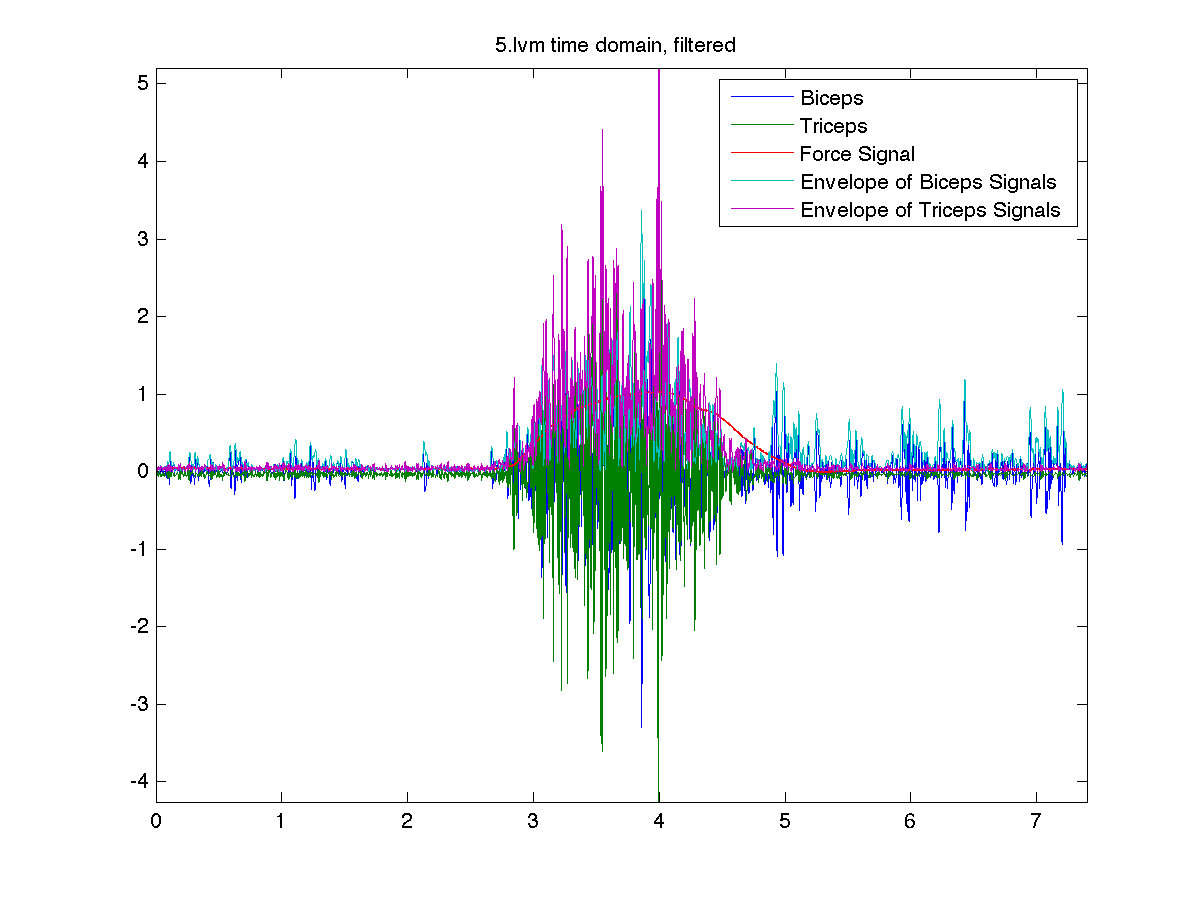 5.lvm time domain, filtered
Biceps
Triceps
Force Signal
Envelope of Biceps Signals
Envelope of Triceps Signals
5
4
3
2
1
0
-1
-2
-3
-4
0 1 2 3 4 5 6 7